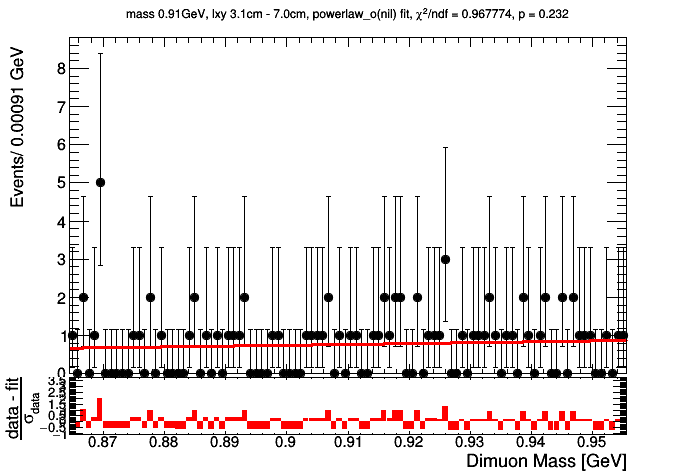 mass 0.91GeV, lxy 3.1cm - 7.0cm, powerlaw_o(nil) fit, χ²/ndf = 0.967774, p = 0.232
Events/ 0.00091 GeV
8
7
6
5
4
3
2
1
0
data - fit
σdata
0.87 0.88 0.89 0.9 0.91 0.92 0.93 0.94 0.95
Dimuon Mass [GeV]